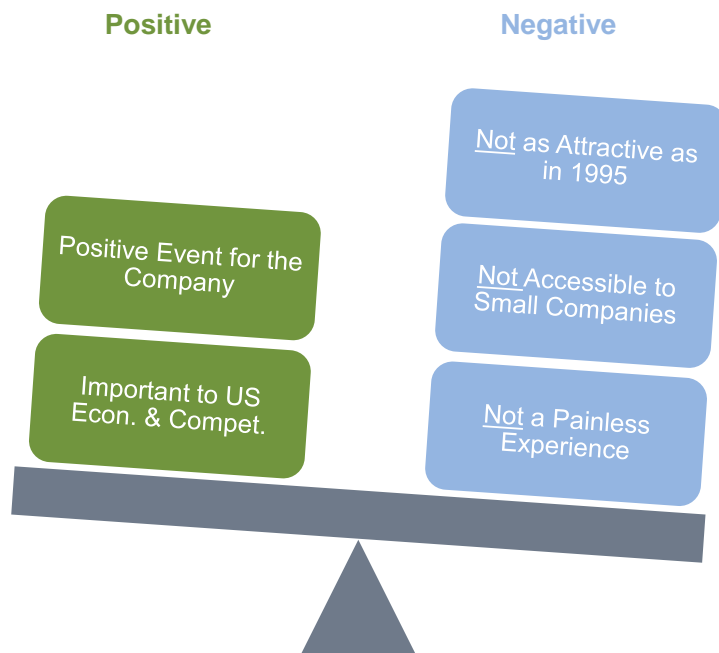 Positive
Negative
Not as Attractive as
in 1995
Positive Event for the
Company
Not Accessible to
Small Companies
Important to US
Econ. & Compet.
Not a Painless
Experience